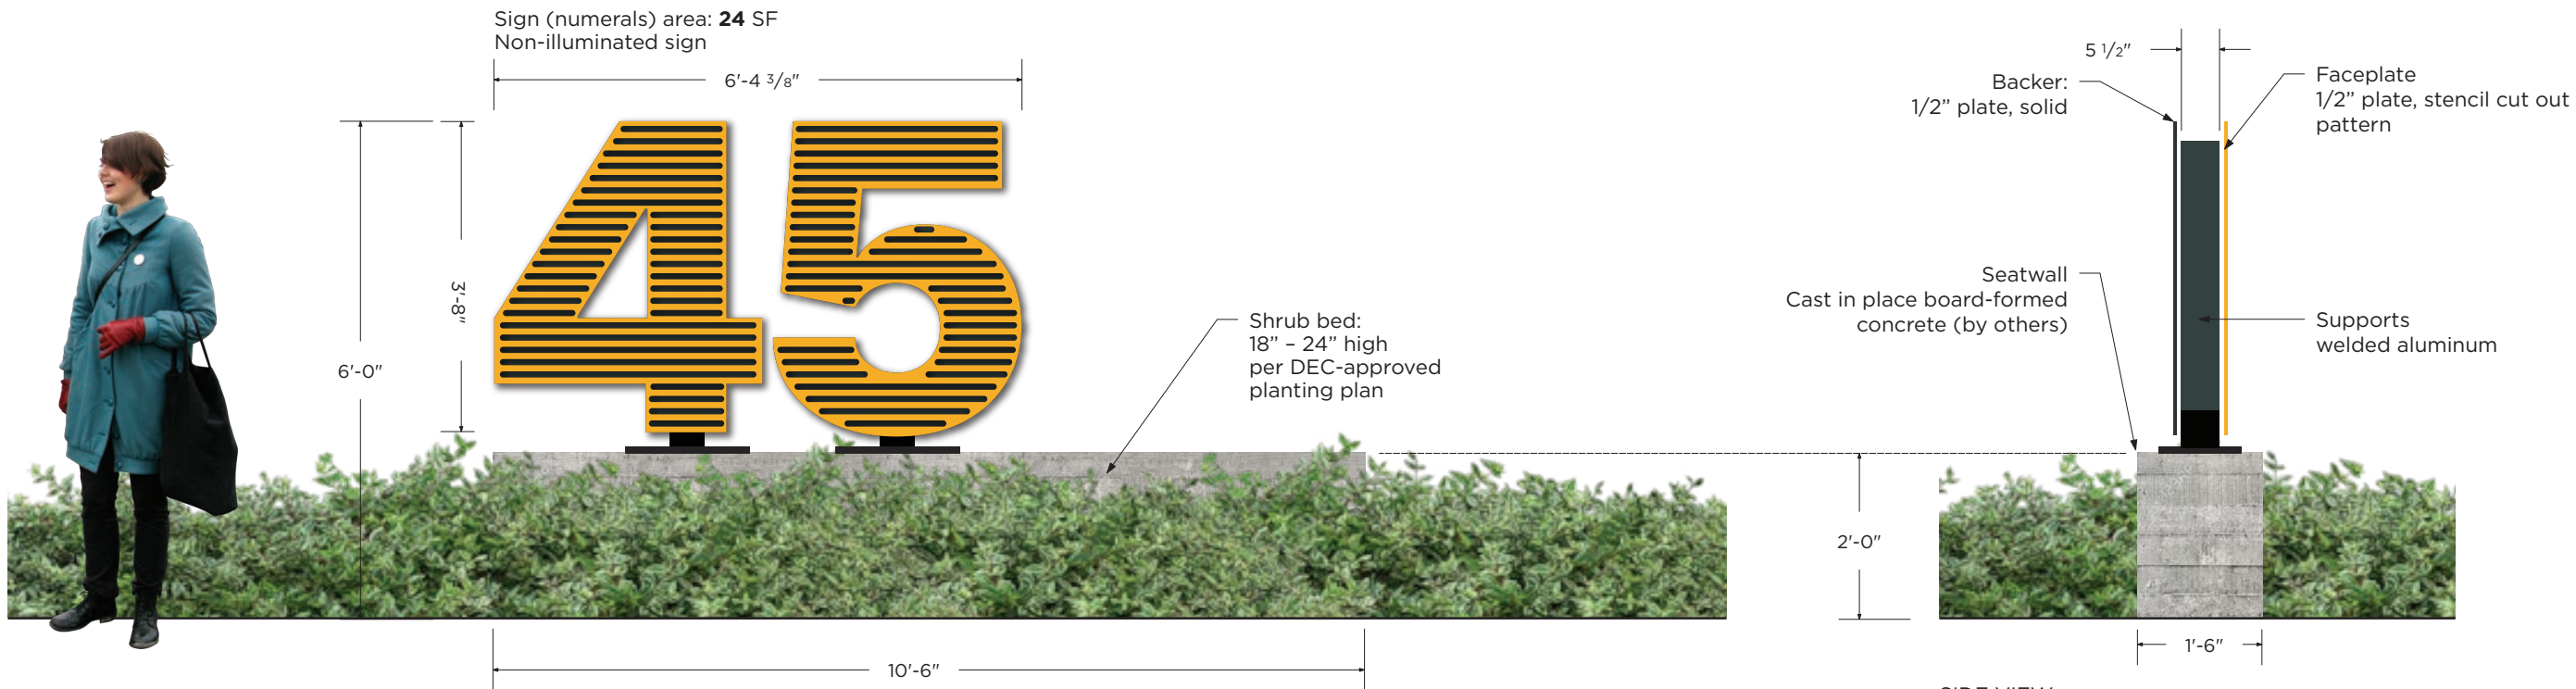 Sign (numerals) area: 24 SF
Non-illuminated sign
6'-4 3/8"
6'-0"
3'-8"
45
Shrub bed:
18” – 24” high
per DEC-approved
planting plan
10'-6"
5 1/2"
Backer:
1/2” plate, solid
Faceplate
1/2” plate, stencil cut out
pattern
Seatwall
Cast in place board-formed
concrete (by others)
Supports
welded aluminum
2'-0"
1'-6"
SIDE VIEW